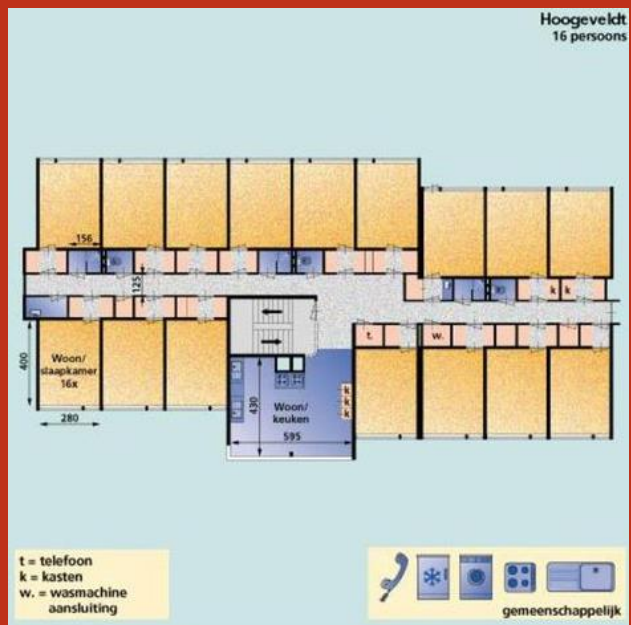 Hoogeveldt
16 persoons
156
125
k k
t. w.
400
Woon/
slaapkamer
16x
280
430
Woon/
keuken
k
k
k
595
t = telefoon
k = kasten
w. = wasmachine
aansluiting
gemeenschappelijk